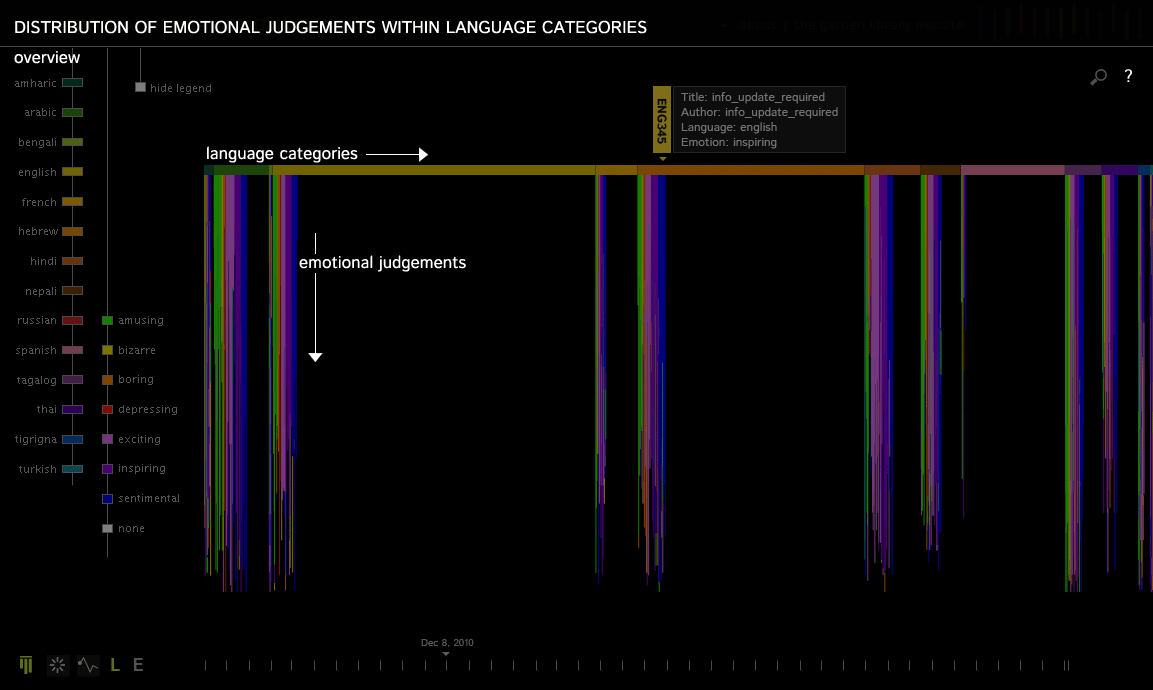 DISTRIBUTION OF EMOTIONAL JUDGEMENTS WITHIN LANGUAGE CATEGORIES
overview
?
amharic
hide legend
arabic
bengali
english
french
hebrew
hindi
nepali
russian
spanish
tagalog
thai
tigrigna
turkish
amusing
bizarre
boring
depressing
exciting
inspiring
sentimental
none
ENG345
Title: info_update_required
Author: info_update_required
Language: english
Emotion: inspiring
language categories
emotional judgements
Dec 8, 2010
L E